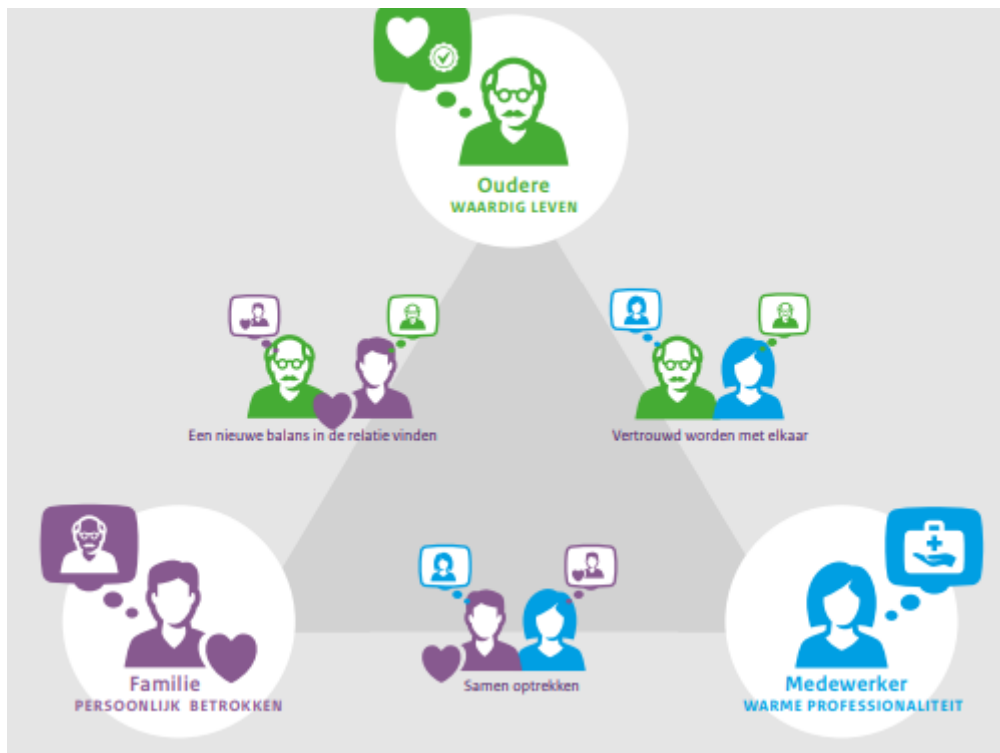 Oudere
WAARDIG LEVEN
Een nieuwe balans in de relatie vinden
Vertrouwd worden met elkaar
Familie
PERSOONLIJK BETROKKEN
Samen optrekken
Medewerker
WARME PROFESSIONALITEIT